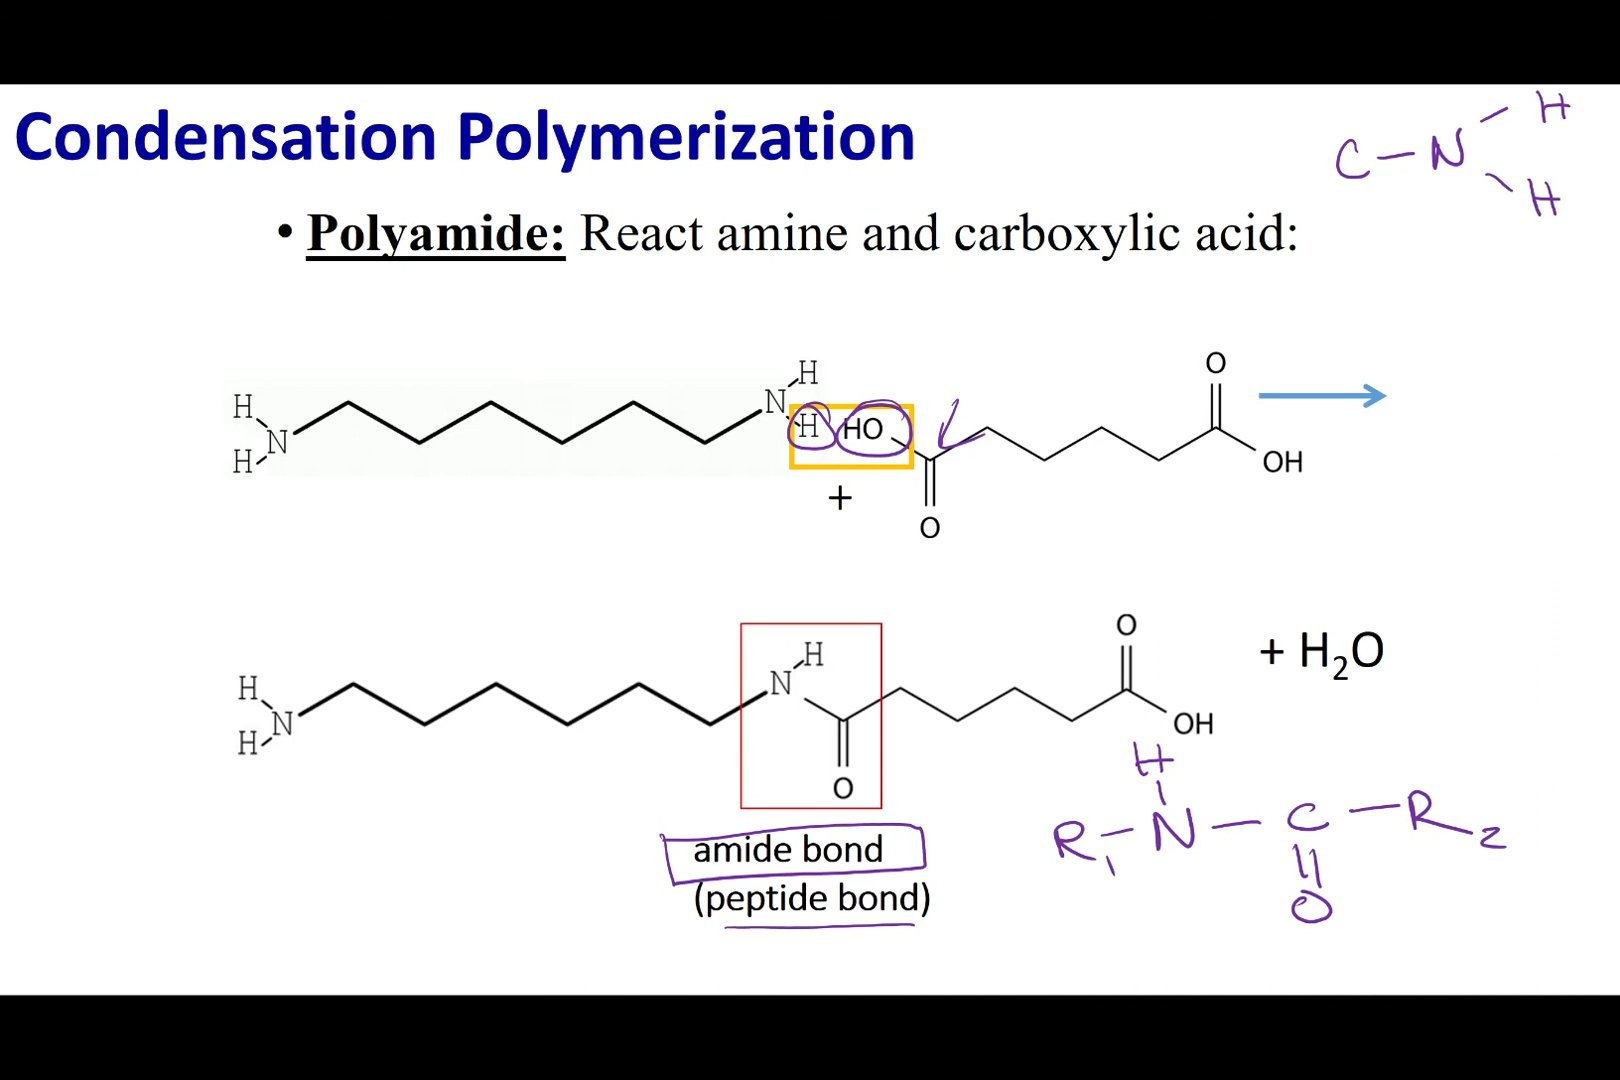 Condensation Polymerization
C - N - H
H
• Polyamide: React amine and carboxylic acid:
H
H
N
N
H
H
HO
+
O
O
OH
H
H
N
N
H
O
O
OH
+ H₂O
amide bond
(peptide bond)
H
R₁ - N - C - R₂
O